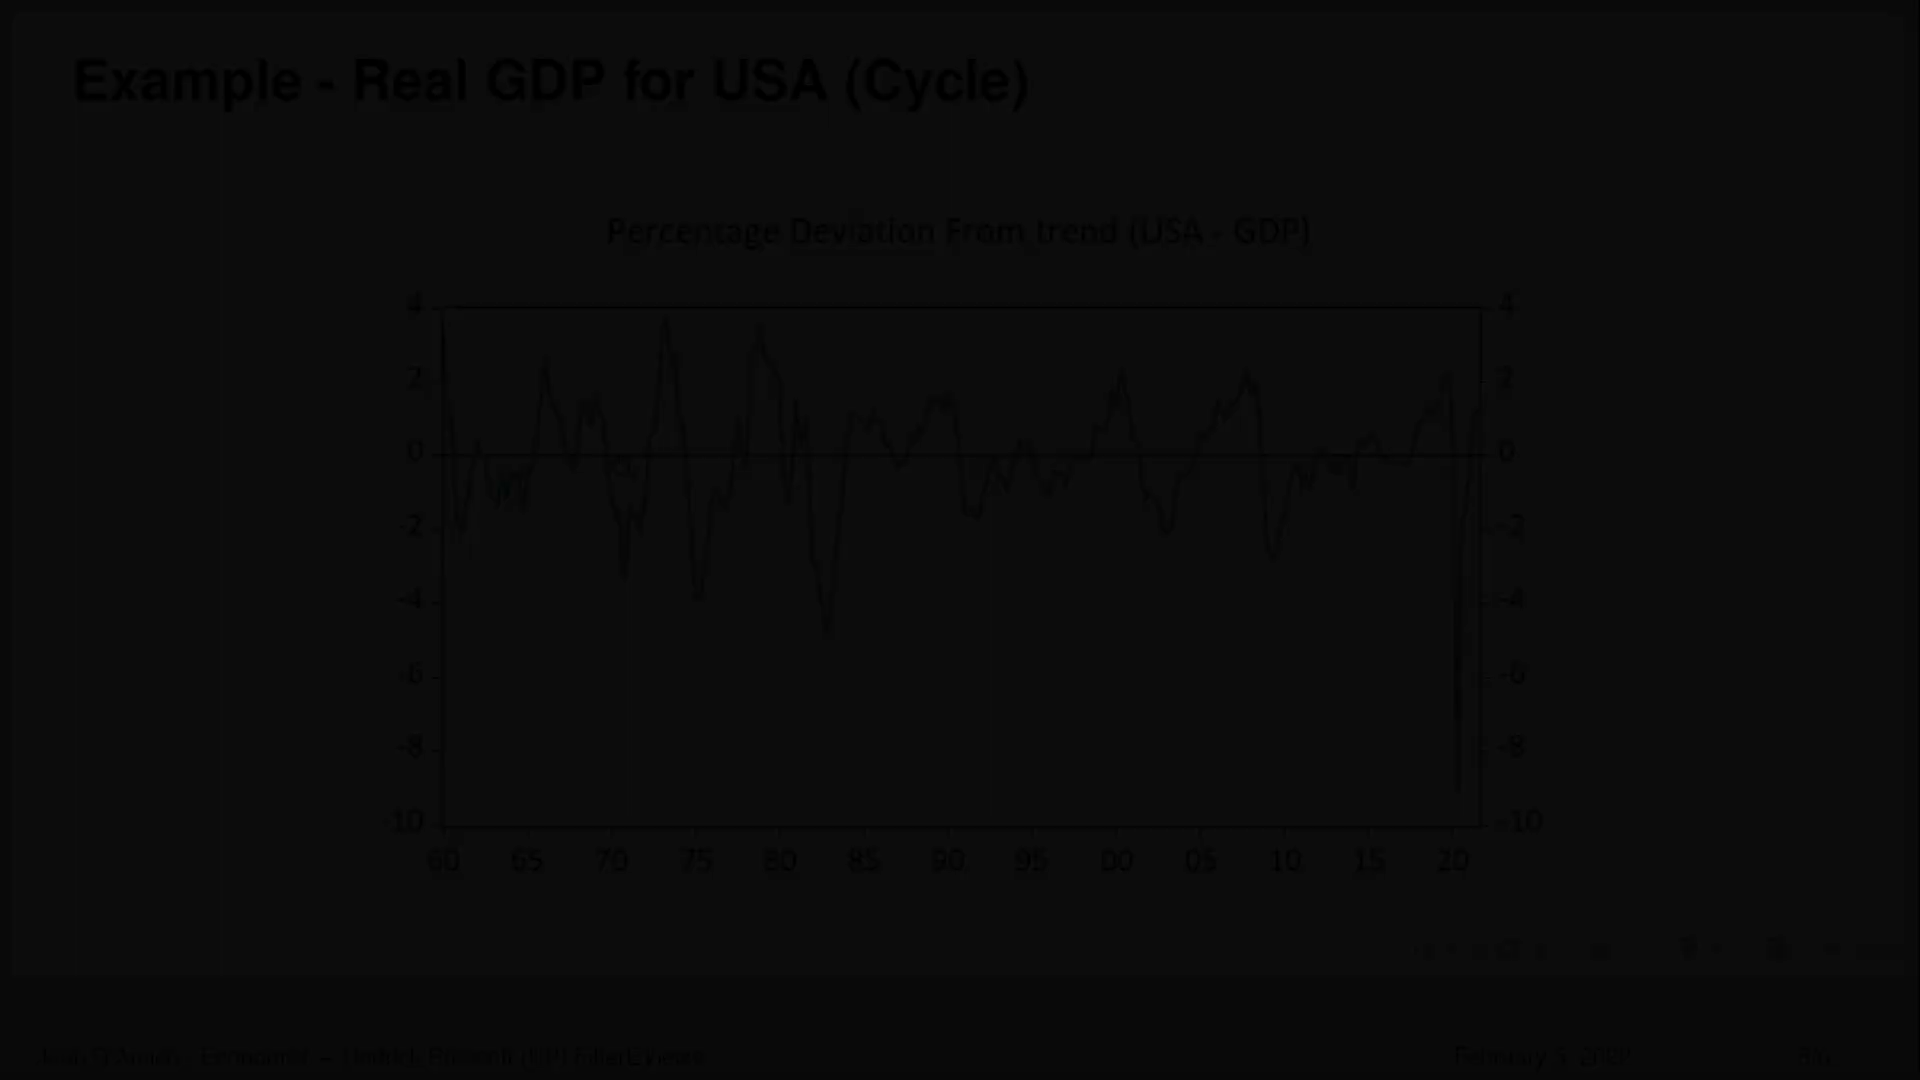 Example - Real GDP for USA (Cycle)
Percentage Deviation From trend (USA - GDP)
4 4
2 2
0 0
-2 -2
-4 -4
-6 -6
-8 -8
-10 -10
60 65 70 75 80 85 90 95 00 05 10 15 20
February